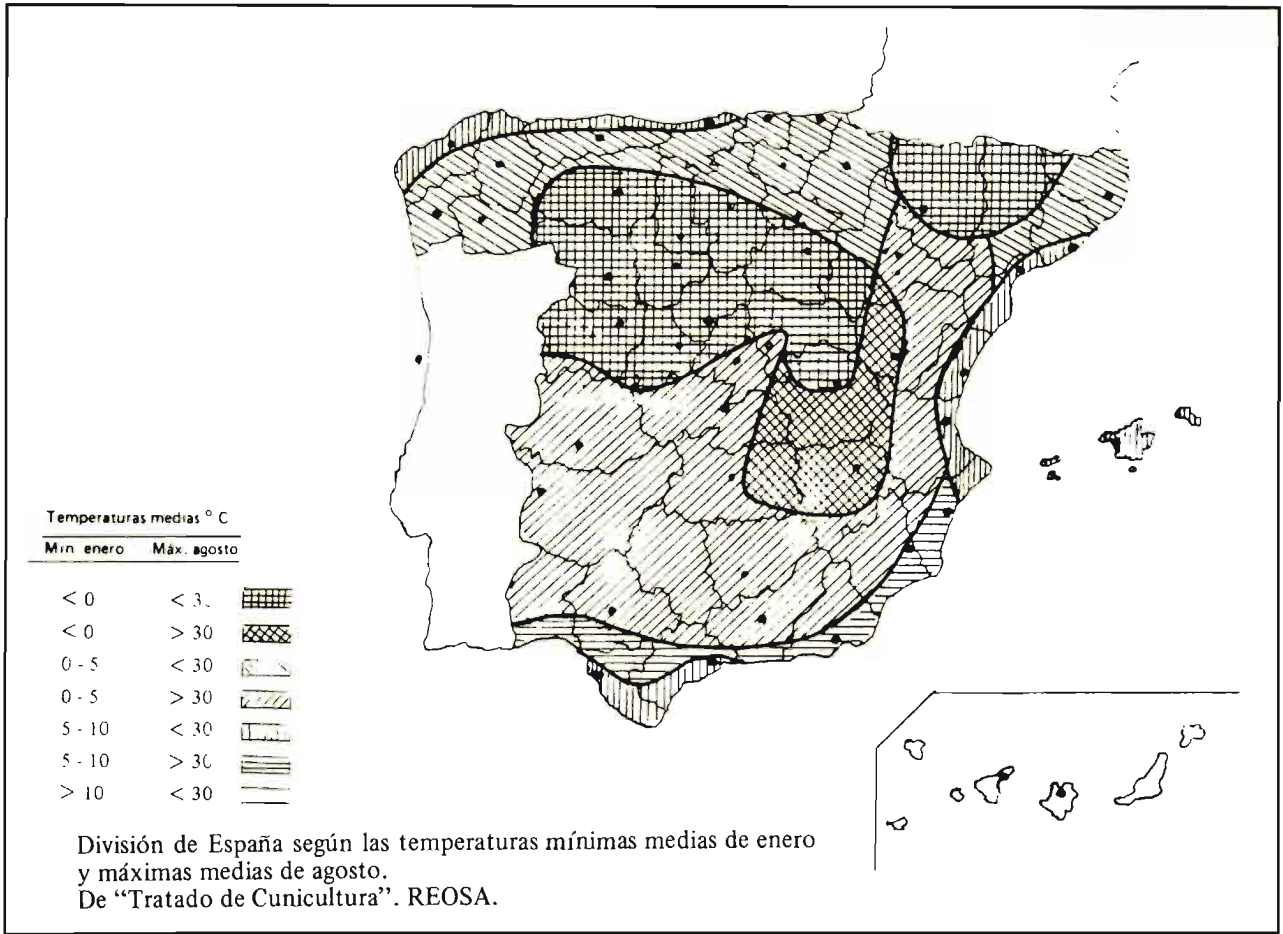 Temperaturas medias ° C
Min enero Máx. agosto
< 0 < 3
< 0 > 30
0 - 5 < 30
0 - 5 > 30
5 - 10 < 30
5 - 10 > 30
> 10 < 30
División de España según las temperaturas mínimas medias de enero
y máximas medias de agosto.
De “Tratado de Cunicultura”. REOSA.